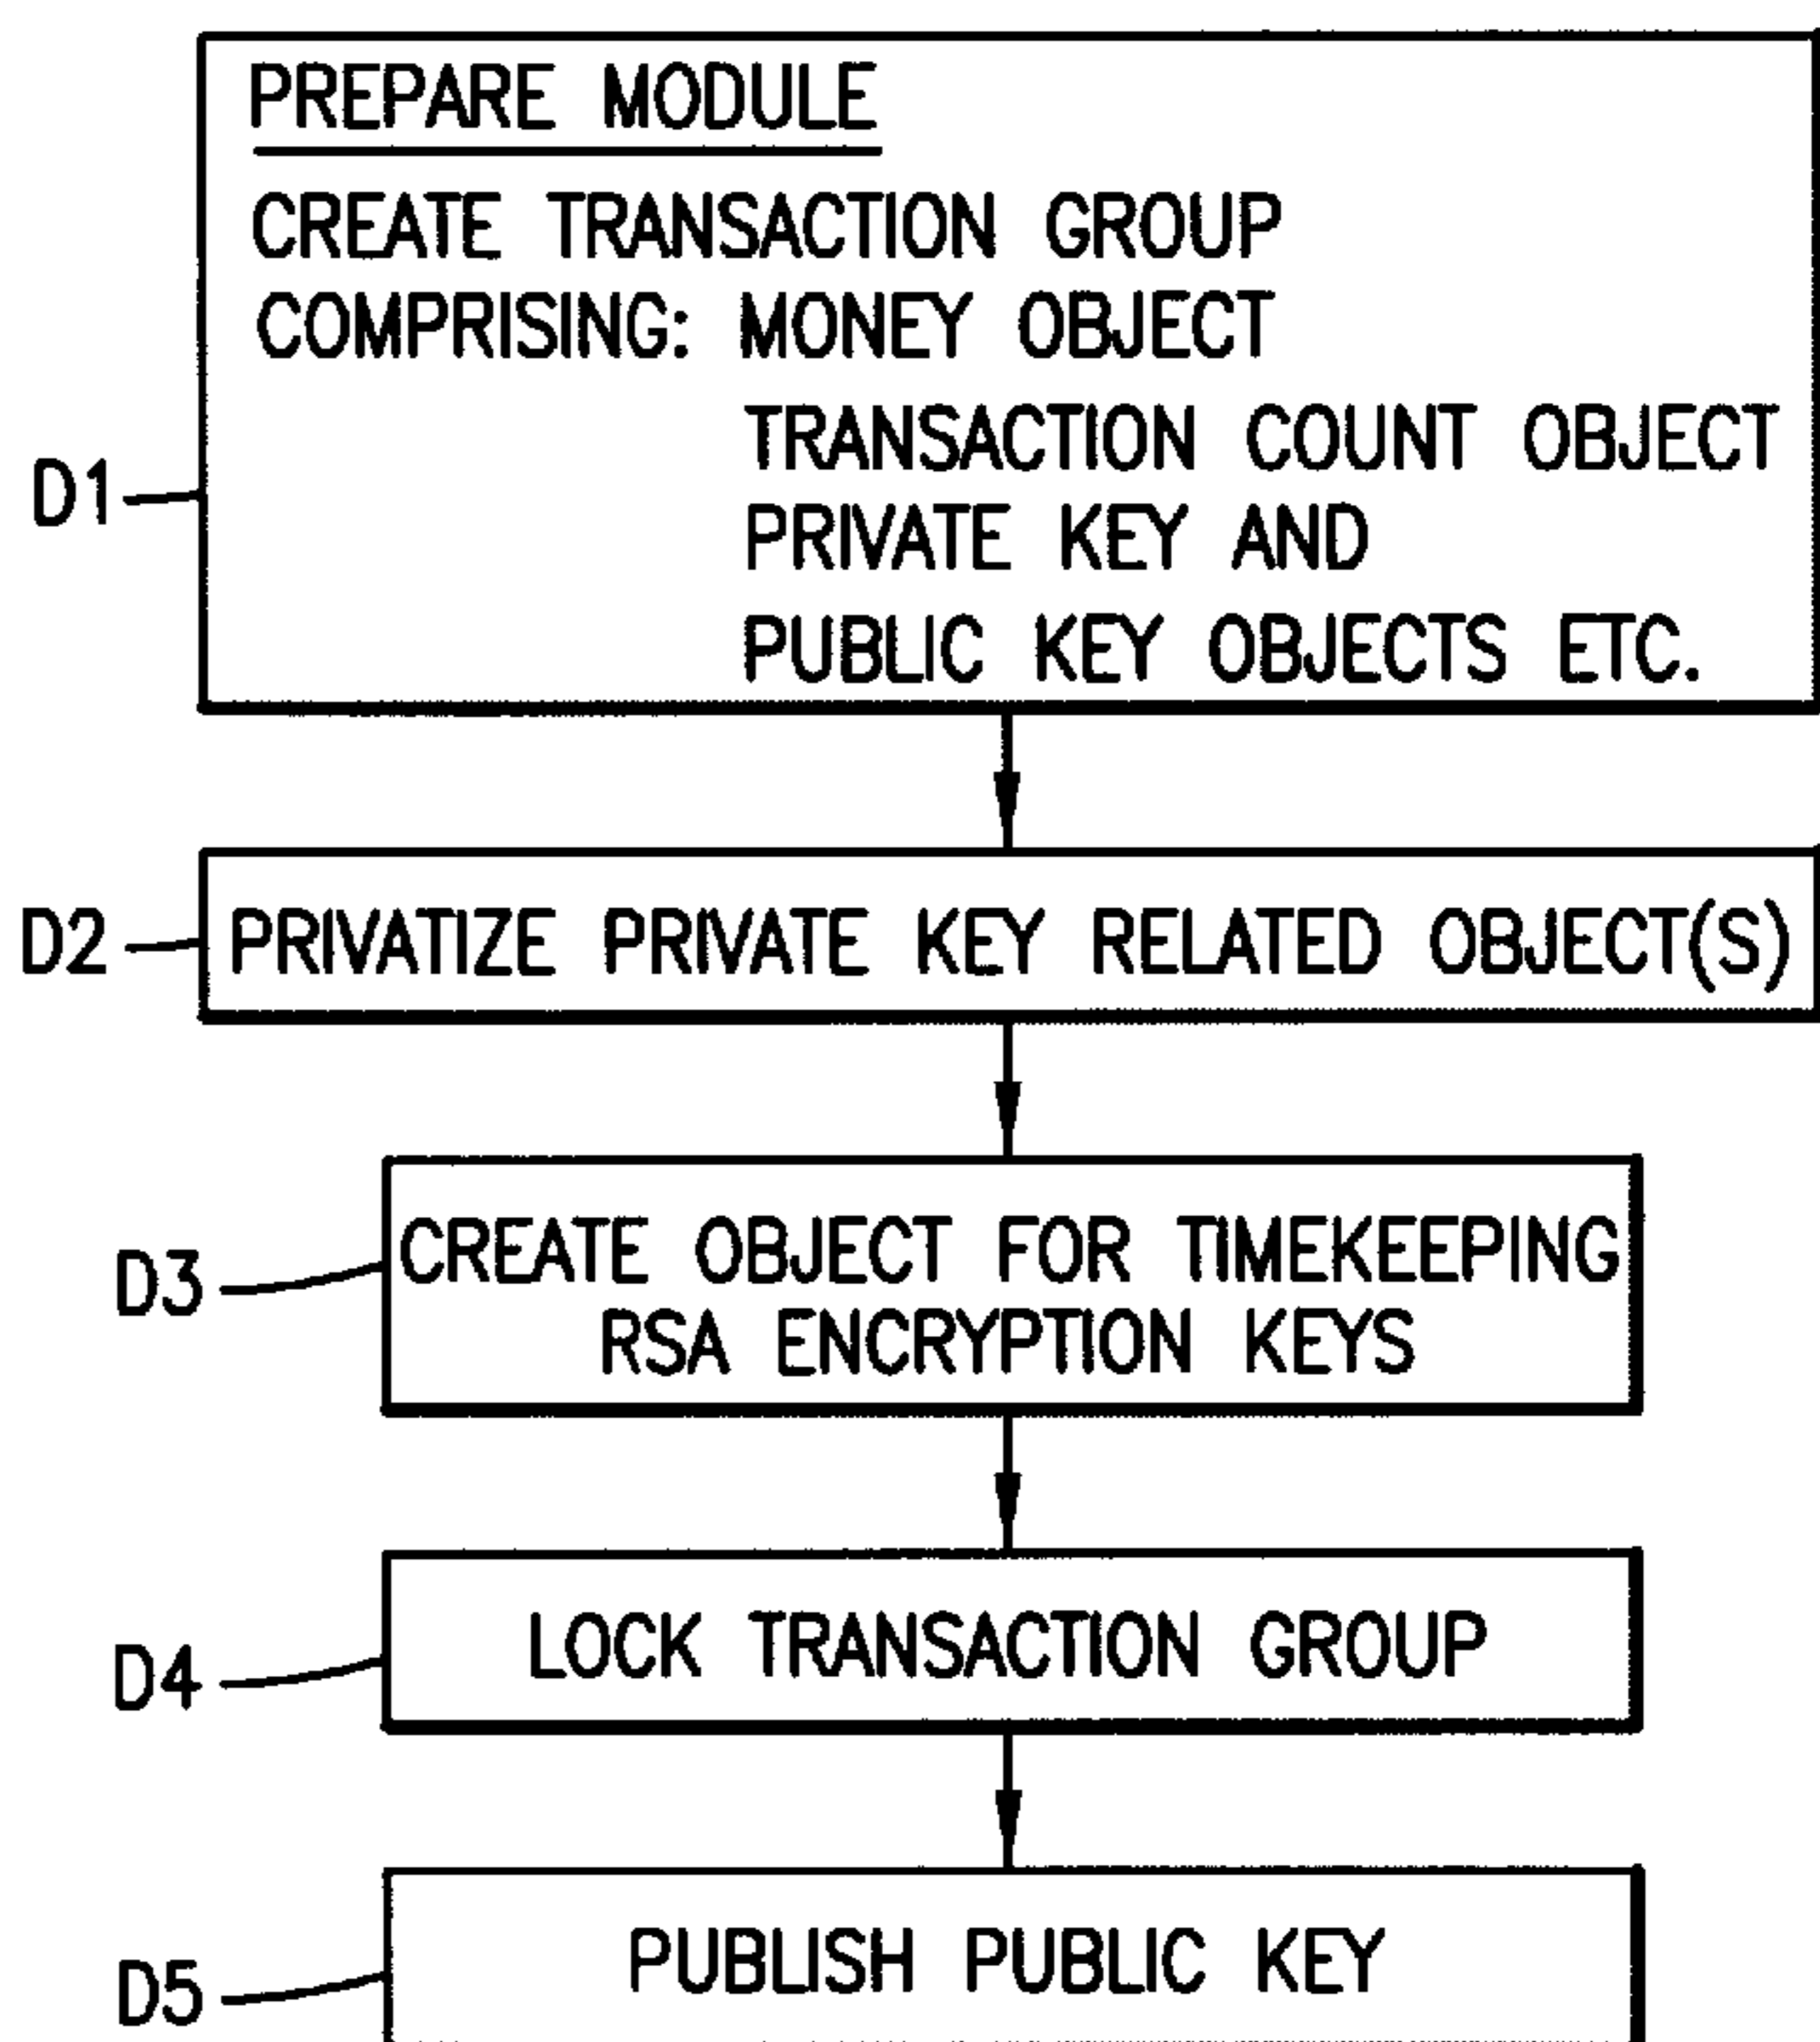 PREPARE MODULE
CREATE TRANSACTION GROUP
COMPRISING: MONEY OBJECT
TRANSACTION COUNT OBJECT
D1
PRIVATE KEY AND
PUBLIC KEY OBJECTS ETC.
D2 PRIVATIZE PRIVATE KEY RELATED OBJECT(S)
D3
CREATE OBJECT FOR TIMEKEEPING
RSA ENCRYPTION KEYS
D4 LOCK TRANSACTION GROUP
D5 PUBLISH PUBLIC KEY